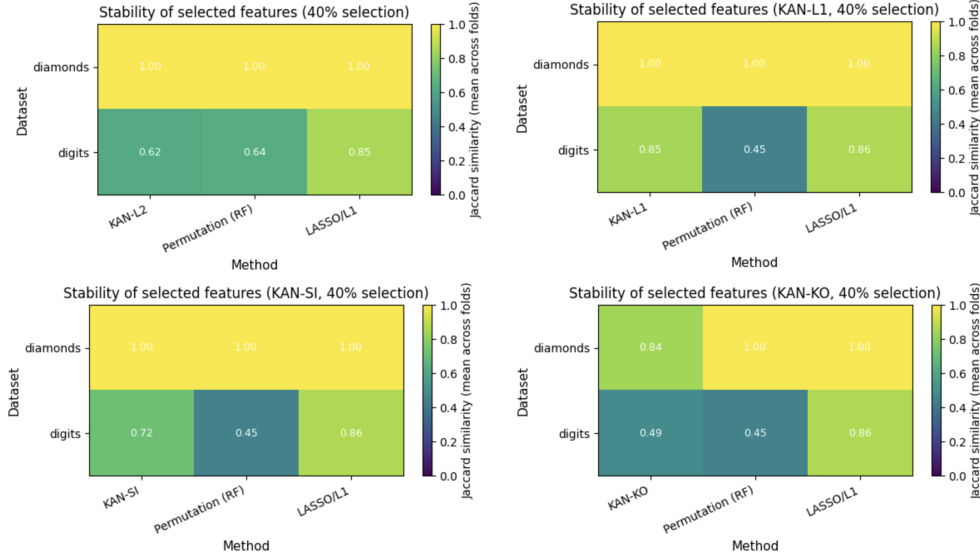 Stability of selected features (40% selection)
Dataset
diamonds
digits
1.00 1.00 1.00
0.62 0.64 0.85
KAN-L2
Permutation (RF)
LASSO/L1
Method
1.0
0.8
0.6
0.4
0.2
0.0
Jaccard similarity (mean across folds)
Stability of selected features (KAN-L1, 40% selection)
Dataset
diamonds
digits
1.00 1.00 1.00
0.85 0.45 0.86
KAN-L1
Permutation (RF)
LASSO/L1
Method
1.0
0.8
0.6
0.4
0.2
0.0
Jaccard similarity (mean across folds)
Stability of selected features (KAN-SI, 40% selection)
Dataset
diamonds
digits
1.00 1.00 1.00
0.72 0.45 0.86
KAN-SI
Permutation (RF)
LASSO/L1
Method
1.0
0.8
0.6
0.4
0.2
0.0
Jaccard similarity (mean across folds)
Stability of selected features (KAN-KO, 40% selection)
Dataset
diamonds
digits
0.84 1.00 1.00
0.49 0.45 0.86
KAN-KO
Permutation (RF)
LASSO/L1
Method
1.0
0.8
0.6
0.4
0.2
0.0
Jaccard similarity (mean across folds)